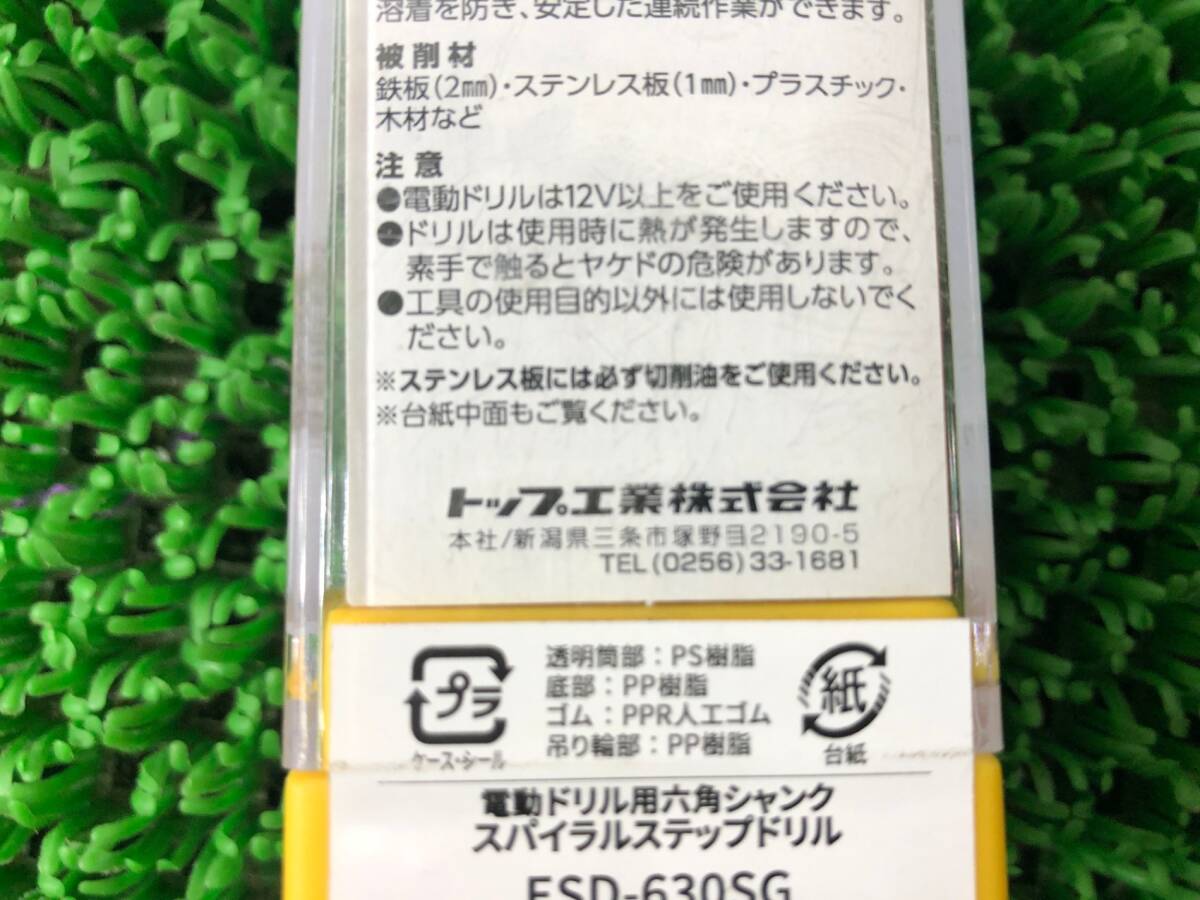 溶着を防ぎ、安定した連続作業ができます。
被削材
鉄板(2㎜)・ステンレス板(1㎜)・プラスチック・
木材など
注意
●電動ドリルは12V以上をご使用ください。
●ドリルは使用時に熱が発生しますので、
素手で触るとヤケドの危険があります。
●工具の使用目的以外には使用しないでく
ださい。
※ステンレス板には必ず切削油をご使用ください。
※台紙中面もご覧ください。
トップ工業株式会社
本社/新潟県三条市塚野目2190-5
TEL(0256)33-1681
プラ
ケース・シール
透明筒部：PS樹脂
底部：PP樹脂
ゴム：PPR人工ゴム
吊り輪部：PP樹脂
紙
台紙
電動ドリル用六角シャンク
スパイラルステップドリル
ESD-630SG